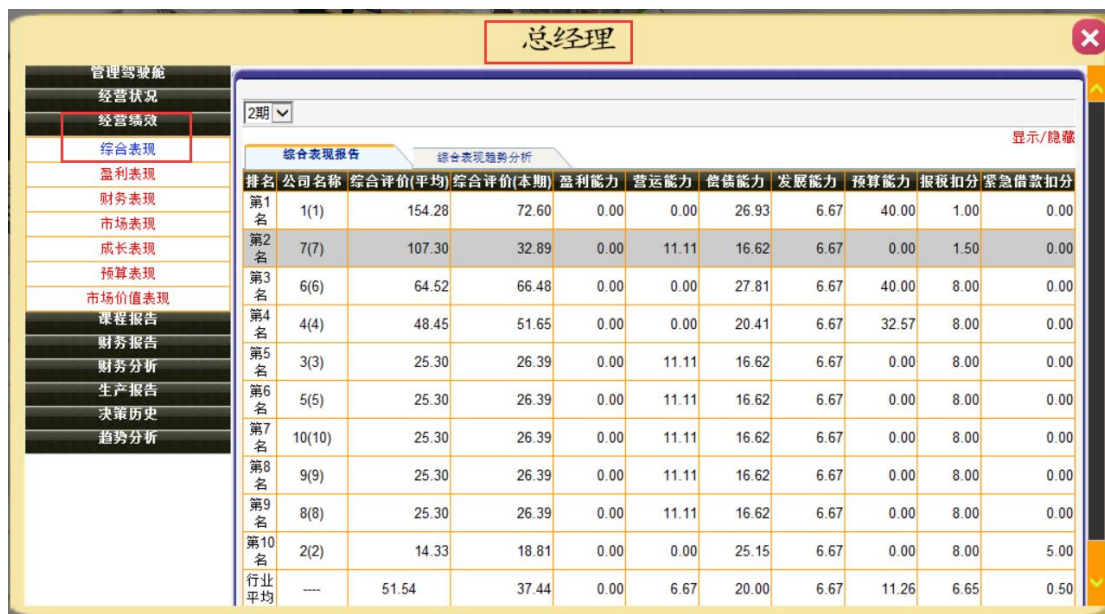 总经理
管理驾驶舱
经营状况
经营绩效
综合表现
盈利表现
财务表现
市场表现
成长表现
预算表现
市场价值表现
课程报告
财务报告
财务分析
生产报告
决策历史
趋势分析
2期
显示/隐藏
综合表现报告 综合表现趋势分析
排名 公司名称 综合评价(平均) 综合评价(本期) 盈利能力 营运能力 偿债能力 发展能力 预算能力 报税扣分 紧急借款扣分
第1名 1(1) 154.28 72.60 0.00 0.00 26.93 6.67 40.00 1.00 0.00
第2名 7(7) 107.30 32.89 0.00 11.11 16.62 6.67 0.00 1.50 0.00
第3名 6(6) 64.52 66.48 0.00 0.00 27.81 6.67 40.00 8.00 0.00
第4名 4(4) 48.45 51.65 0.00 0.00 20.41 6.67 32.57 8.00 0.00
第5名 3(3) 25.30 26.39 0.00 11.11 16.62 6.67 0.00 8.00 0.00
第6名 5(5) 25.30 26.39 0.00 11.11 16.62 6.67 0.00 8.00 0.00
第7名 10(10) 25.30 26.39 0.00 11.11 16.62 6.67 0.00 8.00 0.00
第8名 9(9) 25.30 26.39 0.00 11.11 16.62 6.67 0.00 8.00 0.00
第9名 8(8) 25.30 26.39 0.00 11.11 16.62 6.67 0.00 8.00 0.00
第10名 2(2) 14.33 18.81 0.00 0.00 25.15 6.67 0.00 8.00 5.00
行业平均 ---- 51.54 37.44 0.00 6.67 20.00 6.67 11.26 6.65 0.50